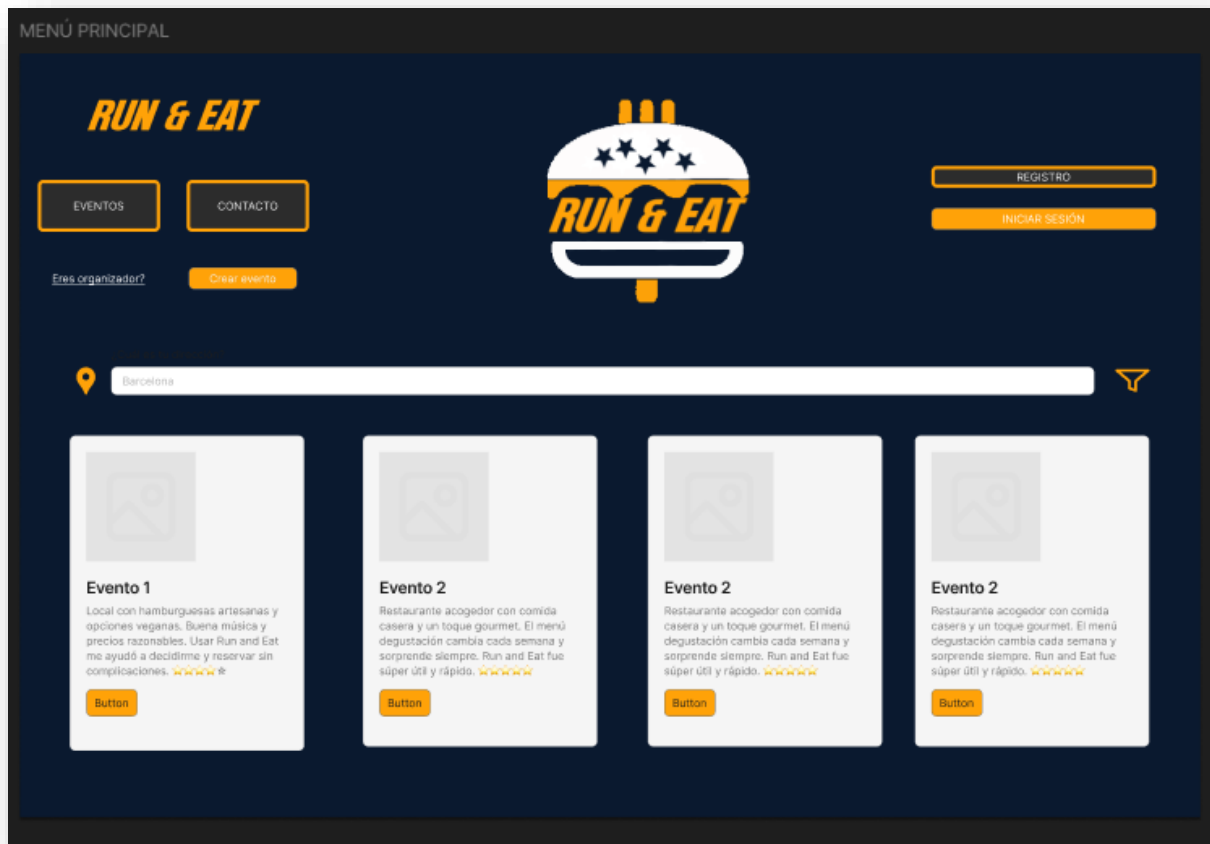 MENÚ PRINCIPAL
RUN & EAT
RUN & EAT
EVENTOS
CONTACTO
REGISTRO
INICIAR SESIÓN
Eres organizador?
Crear evento
Barcelona
Evento 1
Local con hamburguesas artesanas y
opciones veganas. Buena música y
precios razonables. Usar Run and Eat
me ayudó a decidirme y reservar sin
complicaciones. ⭐⭐⭐⭐★
Button
Evento 2
Restaurante acogedor con comida
casera y un toque gourmet. El menú
degustación cambia cada semana y
sorprende siempre. Run and Eat fue
súper útil y rápido. ⭐⭐⭐⭐⭐
Button
Evento 2
Restaurante acogedor con comida
casera y un toque gourmet. El menú
degustación cambia cada semana y
sorprende siempre. Run and Eat fue
súper útil y rápido. ⭐⭐⭐⭐⭐
Button
Evento 2
Restaurante acogedor con comida
casera y un toque gourmet. El menú
degustación cambia cada semana y
sorprende siempre. Run and Eat fue
súper útil y rápido. ⭐⭐⭐⭐⭐
Button